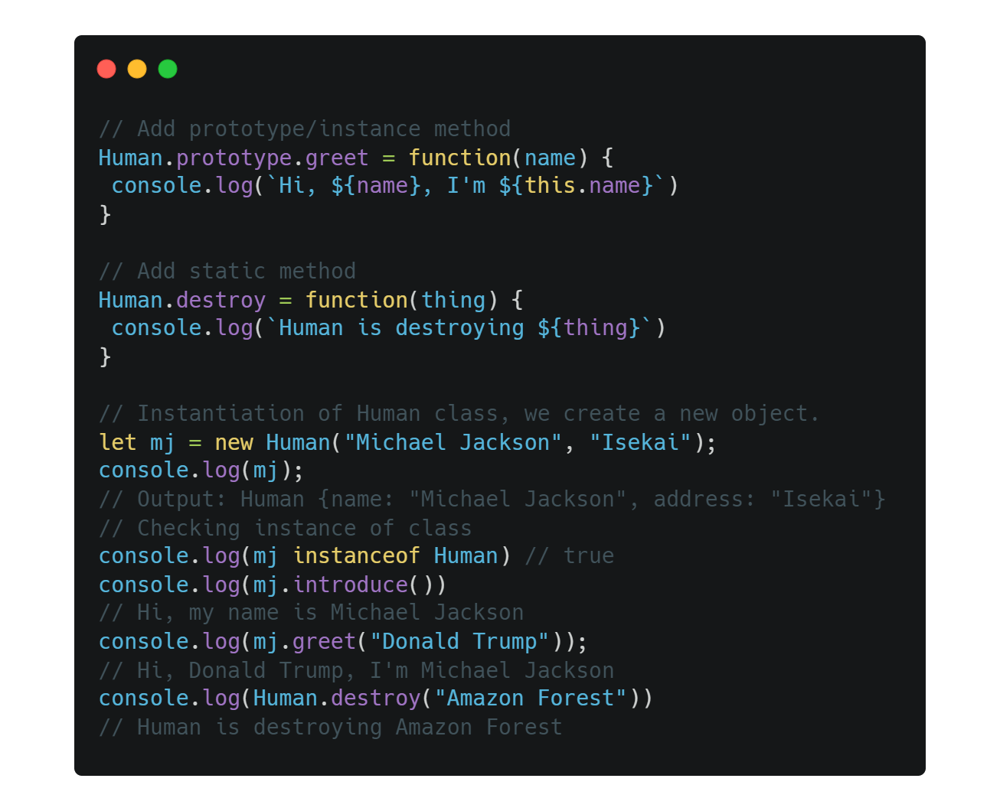 // Add prototype/instance method
Human.prototype.greet = function(name) {
 console.log(`Hi, ${name}, I'm ${this.name}`)
}

// Add static method
Human.destroy = function(thing) {
 console.log(`Human is destroying ${thing}`)
}

// Instantiation of Human class, we create a new object.
let mj = new Human("Michael Jackson", "Isekai");
console.log(mj);
// Output: Human {name: "Michael Jackson", address: "Isekai"}
// Checking instance of class
console.log(mj instanceof Human) // true
console.log(mj.introduce())
// Hi, my name is Michael Jackson
console.log(mj.greet("Donald Trump"));
// Hi, Donald Trump, I'm Michael Jackson
console.log(Human.destroy("Amazon Forest"))
// Human is destroying Amazon Forest